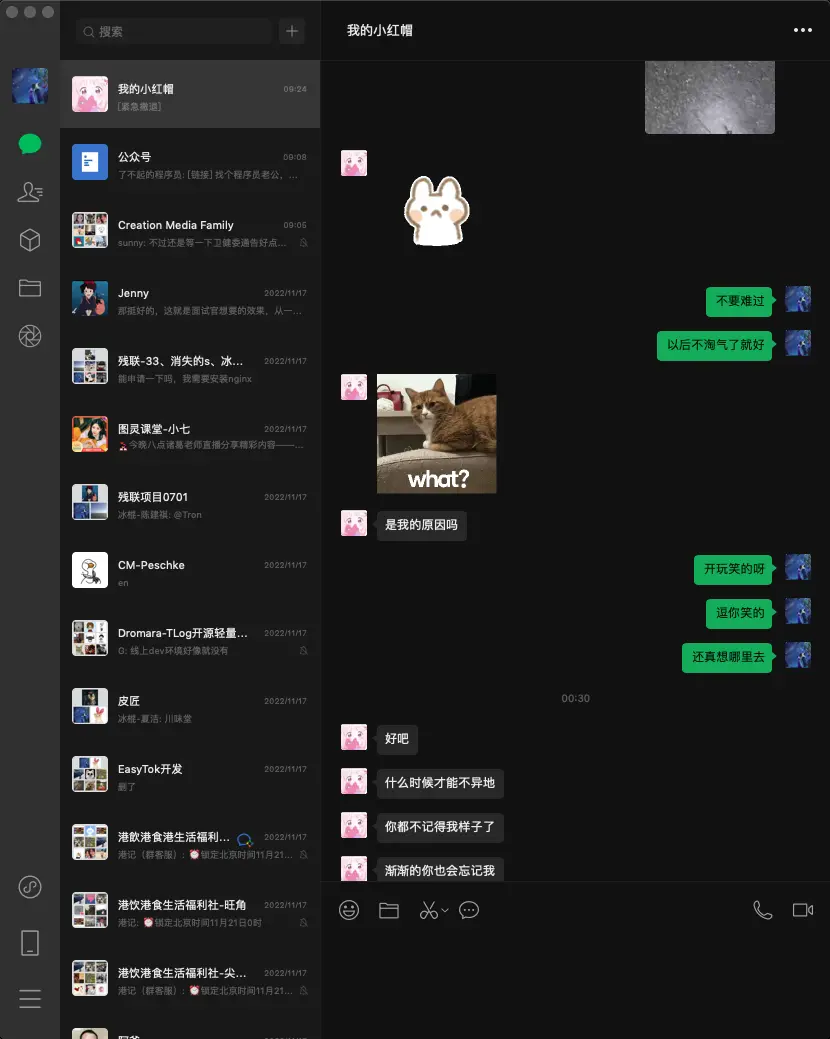 搜索
我的小红帽
我的小红帽 09:24
[紧急撤道]
公众号 09:08
了不起的程序员: [链接] 找个程序员老公，...
Creation Media Family 09:05
sunny: 不过还是等一下卫健委通告好点...
Jenny 2022/11/17
那挺好的，这就是面试官想要的效果，从一...
残联-33、消失的s、冰... 2022/11/17
能申请一下吗，我需要安装nginx
图灵课堂-小七 2022/11/17
今晚八点诸葛老师直播分享精彩内容——...
残联项目0701 2022/11/17
冰棍-陈建祺: @Tron
CM-Peschke 2022/11/17
en
Dromara-TLog开源轻量... 2022/11/17
G: 线上dev环境好像就没有
皮匠 2022/11/17
冰棍-夏洁: 川味堂
EasyTok开发 2022/11/17
删了
港飲港食港生活福利... 2022/11/17
港记（群客服）: ⏰锁定北京时间11月21...
港饮港食生活福利社-旺角 2022/11/17
港记: ⏰锁定北京时间11月21日0时
港饮港食生活福利社-尖... 2022/11/17
港记（群客服）: ⏰锁定北京时间11月21...
不要难过
以后不淘气了就好
what?
是我的原因吗
开玩笑的呀
逗你笑的
还真想哪里去
00:30
好吧
什么时候才能不异地
你都不记得我样子了
渐渐的你也会忘记我